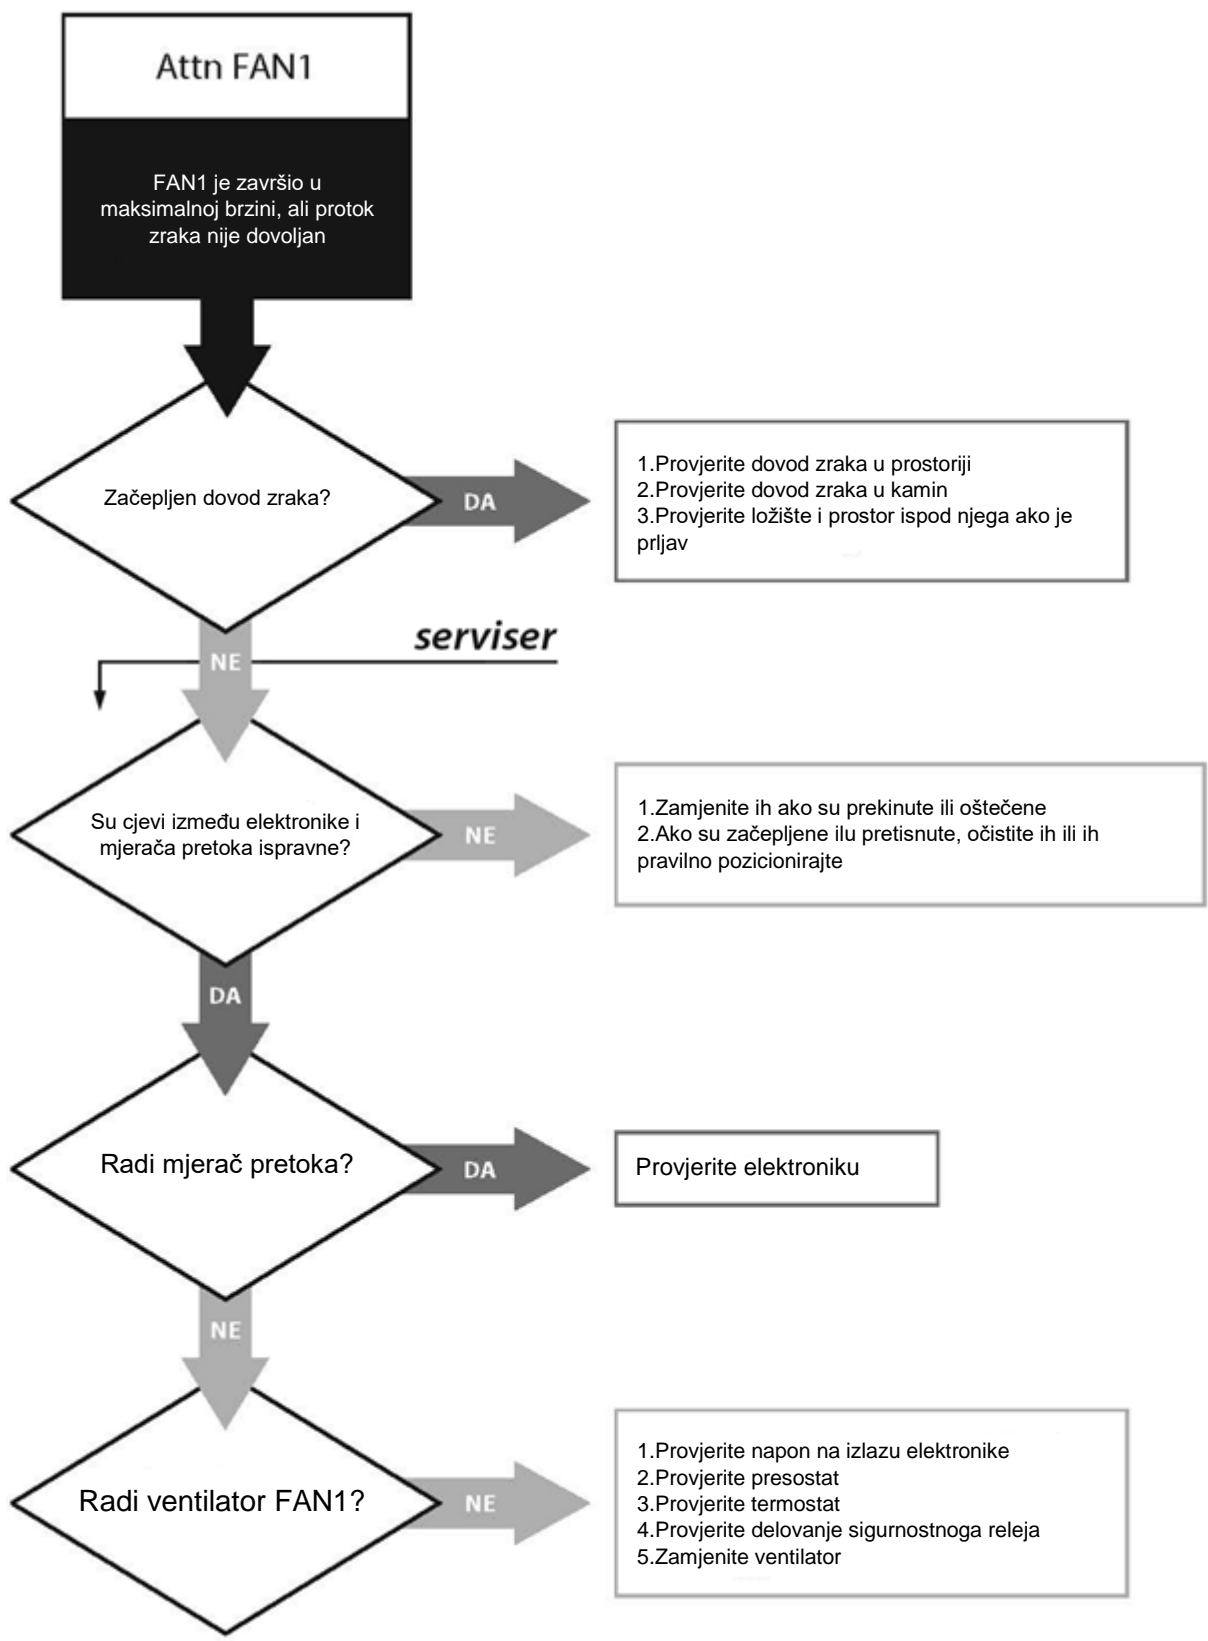 Attn FAN1
FAN1 je završio u
maksimalnoj brzini, ali protok
zraka nije dovoljan
Začepljen dovod zraka?
DA
1.Provjerite dovod zraka u prostoriji
2.Provjerite dovod zraka u kamin
3.Provjerite ložište i prostor ispod njega ako je
prljav
serviser
NE
Su cjevi između elektronike i
mjerača pretoka ispravne?
NE
1.Zamjenite ih ako su prekinute ili oštečene
2.Ako su začepljene ilu pretisnute, očistite ih ili ih
pravilno pozicionirajte
DA
Radi mjerač pretoka?
DA
Provjerite elektroniku
NE
Radi ventilator FAN1?
NE
1.Provjerite napon na izlazu elektronike
2.Provjerite presostat
3.Provjerite termostat
4.Provjerite delovanje sigurnostnoga releja
5.Zamjenite ventilator